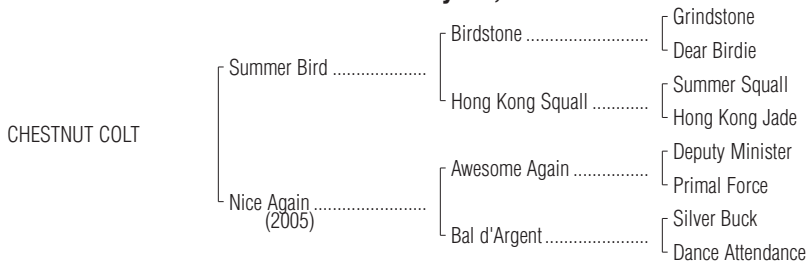 Grindstone
Birdstone ................................
Dear Birdie
Summer Bird .....................
Summer Squall
Hong Kong Squall ..............
Hong Kong Jade
CHESTNUT COLT
Deputy Minister
Awesome Again ...................
Primal Force
Nice Again ...........................
(2005)
Silver Buck
Bal d'Argent..........................
Dance Attendance